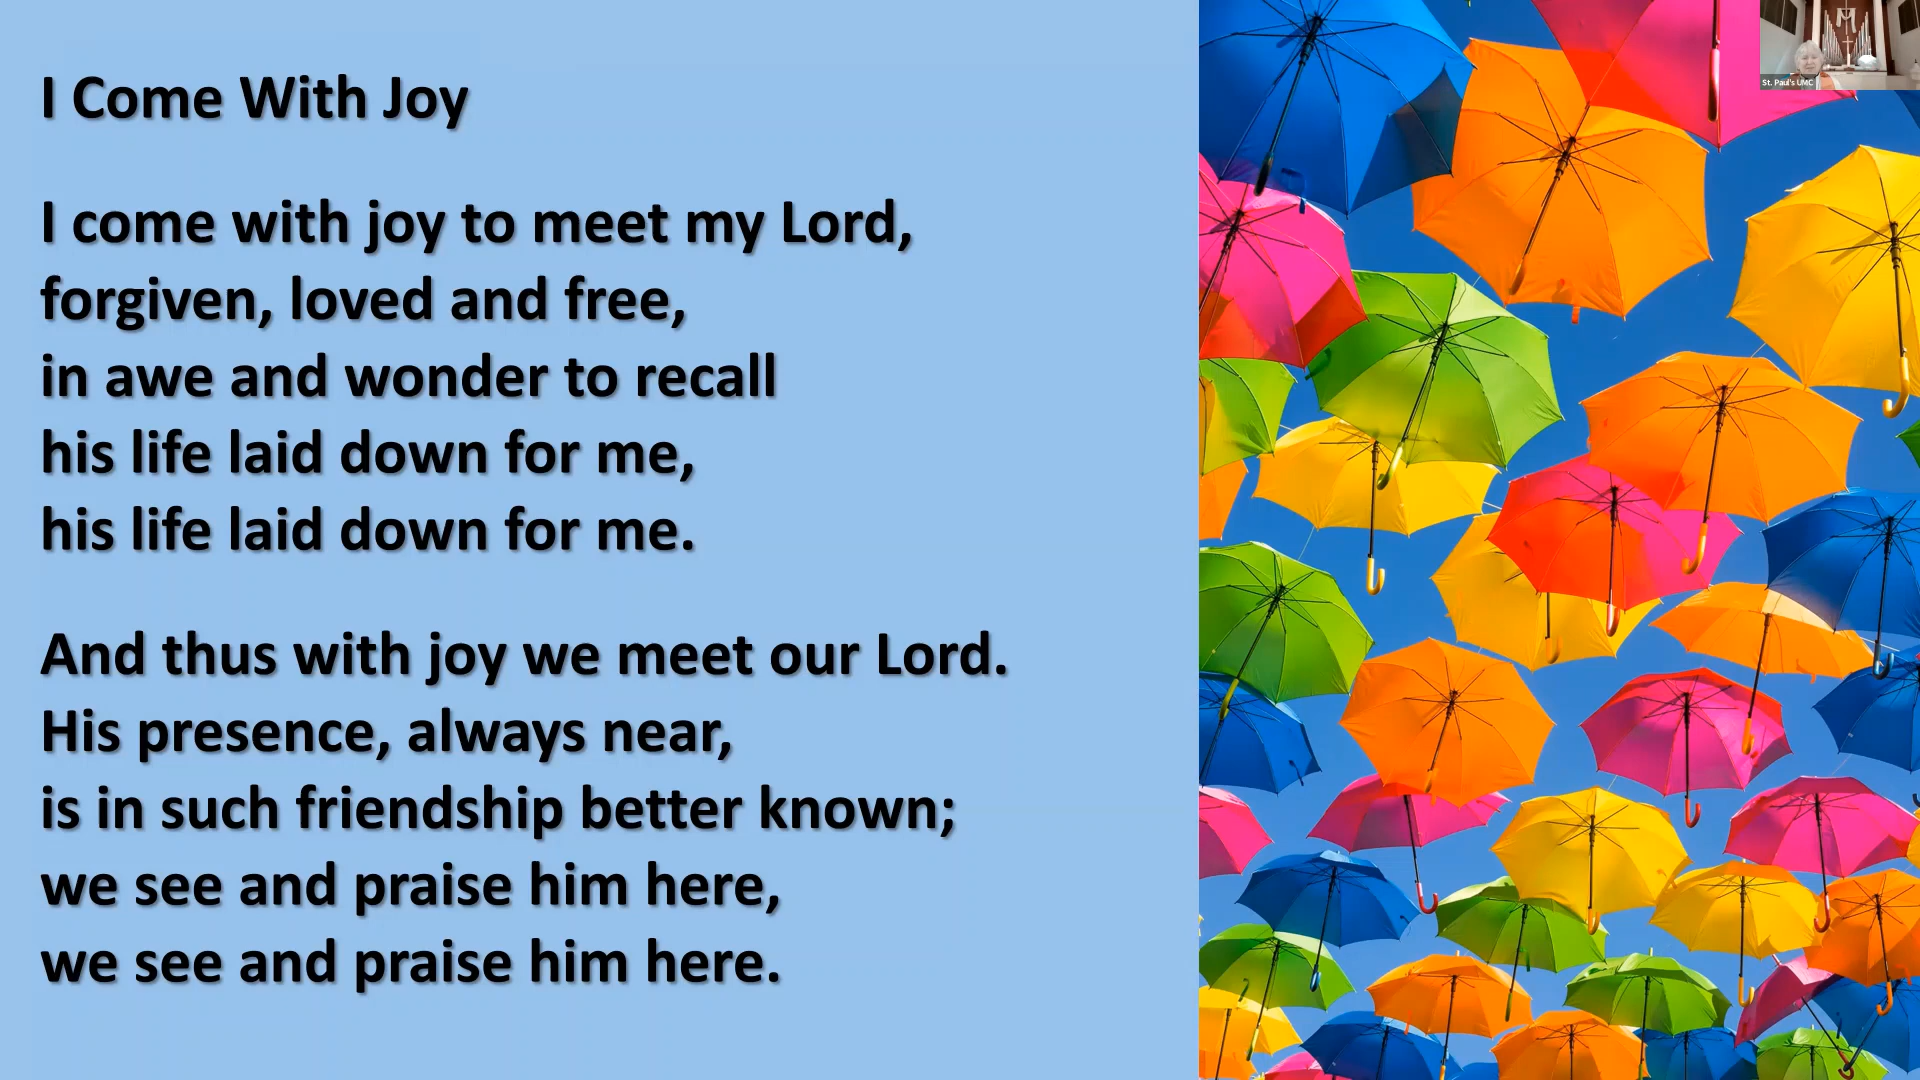 I Come With Joy
I come with joy to meet my Lord,
forgiven, loved and free,
in awe and wonder to recall
his life laid down for me,
his life laid down for me.
And thus with joy we meet our Lord.
His presence, always near,
is in such friendship better known;
we see and praise him here,
we see and praise him here.
St. Paul's UMC